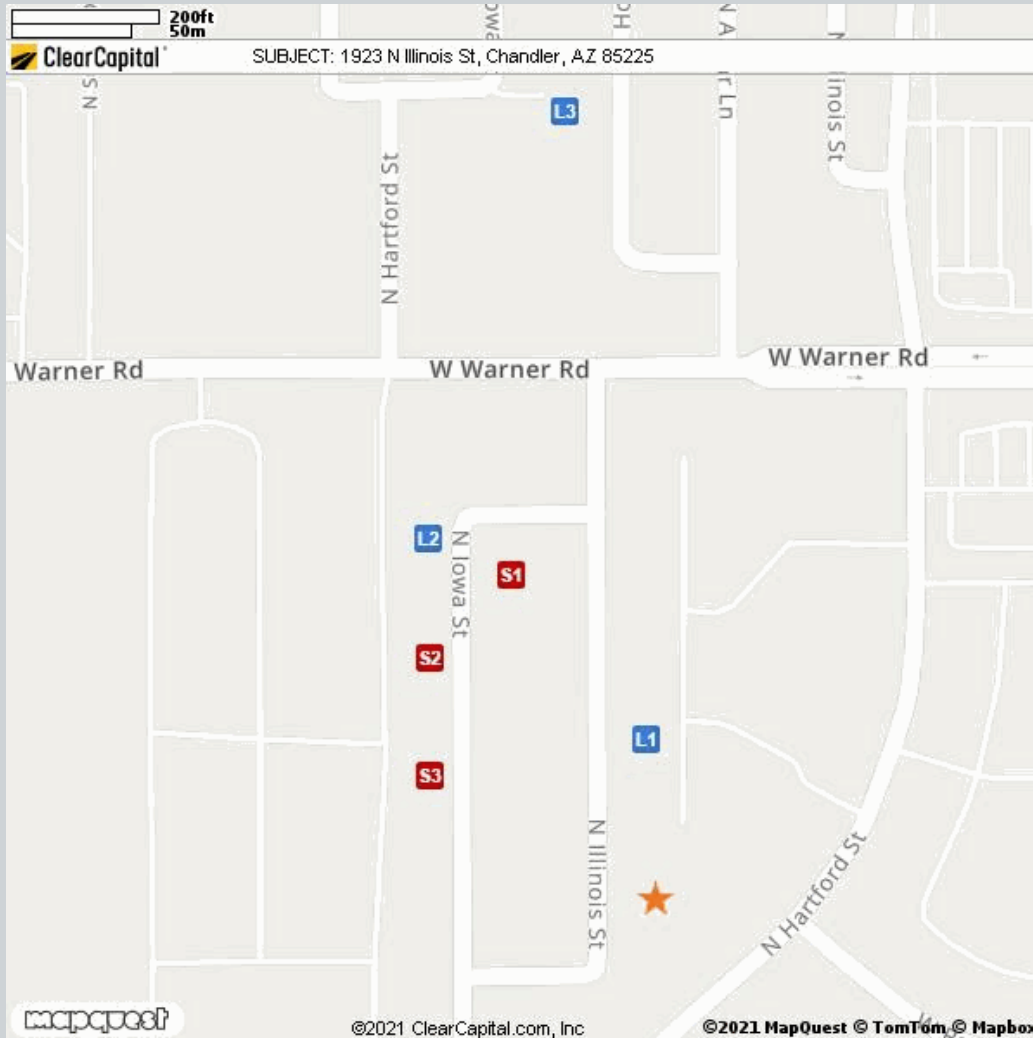 200ft
50m
ClearCapital
SUBJECT: 1923 N Illinois St, Chandler, AZ 85225
N S
L3
N Hartford St
Warner Rd
W Warner Rd
W Warner Rd
L2
N Iowa St
S1
S2
L1
S3
N Illinois St
N Hartford St
mapquest
©2021 ClearCapital.com, Inc
©2021 MapQuest © TomTom © Mapbox